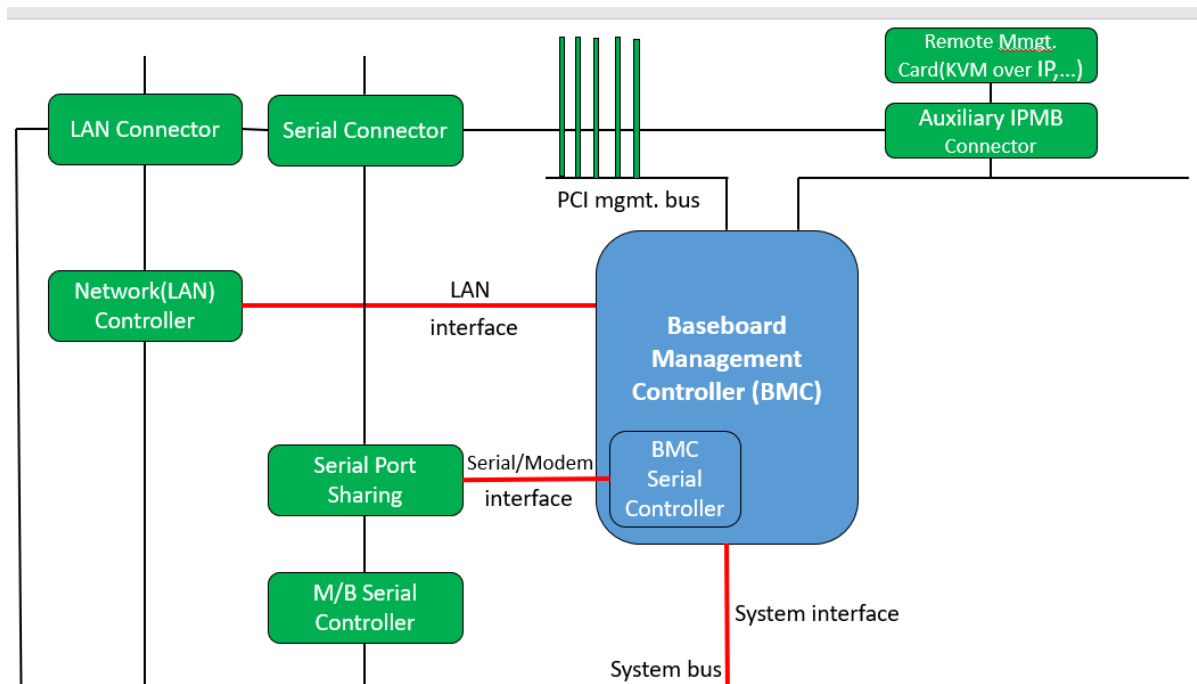 Remote Mmgt.
Card(KVM over IP,...)
LAN Connector
Serial Connector
Auxiliary IPMB
Connector
PCI mgmt. bus
Network(LAN)
Controller
LAN
interface
Baseboard
Management
Controller (BMC)
Serial Port
Sharing
Serial/Modem
interface
BMC
Serial
Controller
M/B Serial
Controller
System interface
System bus